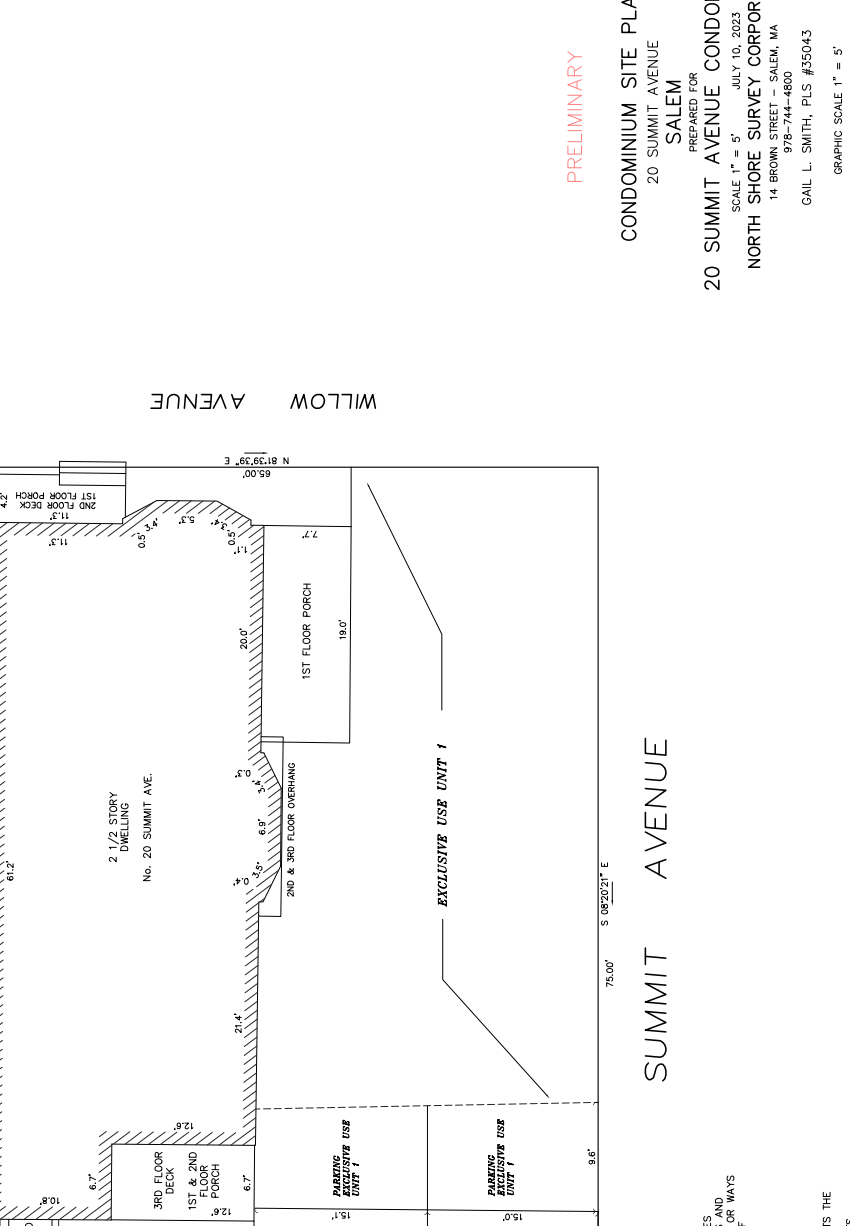 PRELIMINARY
CONDOMINIUM SITE PLA
20 SUMMIT AVENUE
SALEM
PREPARED FOR
20 SUMMIT AVENUE CONDO
SCALE 1" = 5' JULY 10, 2023
NORTH SHORE SURVEY CORPOR
14 BROWN STREET - SALEM, MA
978-744-4800
GAIL L. SMITH, PLS #35043
GRAPHIC SCALE 1" = 5'
WILLOW AVENUE
N 81°39'39" E
65.00'
4.2'
2ND FLOOR DECK
1ST FLOOR PORCH
11.3'
11.3'
0.5'
3.4'
5.3'
3.4'
0.5'
1.1'
7.7'
20.0'
1ST FLOOR PORCH
19.0'
0.3'
3.4'
6.9'
3.5'
0.4'
2ND & 3RD FLOOR OVERHANG
2 1/2 STORY
DWELLING
No. 20 SUMMIT AVE.
61.2'
EXCLUSIVE USE UNIT 1
S 08°20'21" E
75.00'
SUMMIT AVENUE
21.4'
12.6'
6.7'
10.8'
3RD FLOOR
DECK
1ST & 2ND
FLOOR
PORCH
6.7'
12.6'
PARKING
EXCLUSIVE USE
UNIT 1
15.1'
PARKING
EXCLUSIVE USE
UNIT 1
15.0'
9.6'
ES
S AND
OR WAYS
F
TS THE